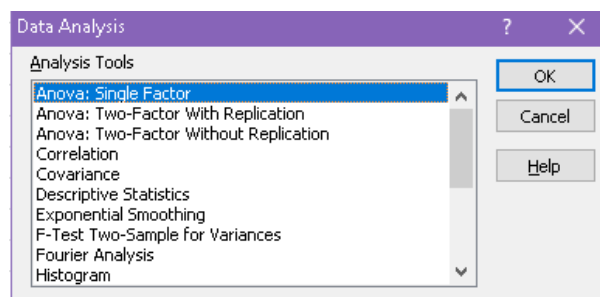 Data Analysis ? ×
Analysis Tools
Anova: Single Factor
Anova: Two-Factor With Replication
Anova: Two-Factor Without Replication
Correlation
Covariance
Descriptive Statistics
Exponential Smoothing
F-Test Two-Sample for Variances
Fourier Analysis
Histogram
OK
Cancel
Help